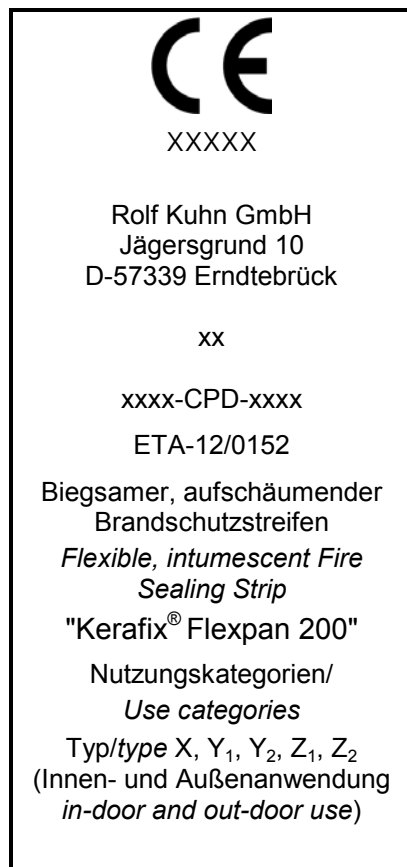 CE
XXXXX
Rolf Kuhn GmbH
Jägersgrund 10
D-57339 Erndtebrück
xx
xxxx-CPD-xxxx
ETA-12/0152
Biegsamer, aufschäumender
Brandschutzstreifen
Flexible, intumescent Fire
Sealing Strip
"Kerafix® Flexpan 200"
Nutzungskategorien/
Use categories
Typ/type X, Y₁, Y₂, Z₁, Z₂
(Innen- und Außenanwendung
in-door and out-door use)